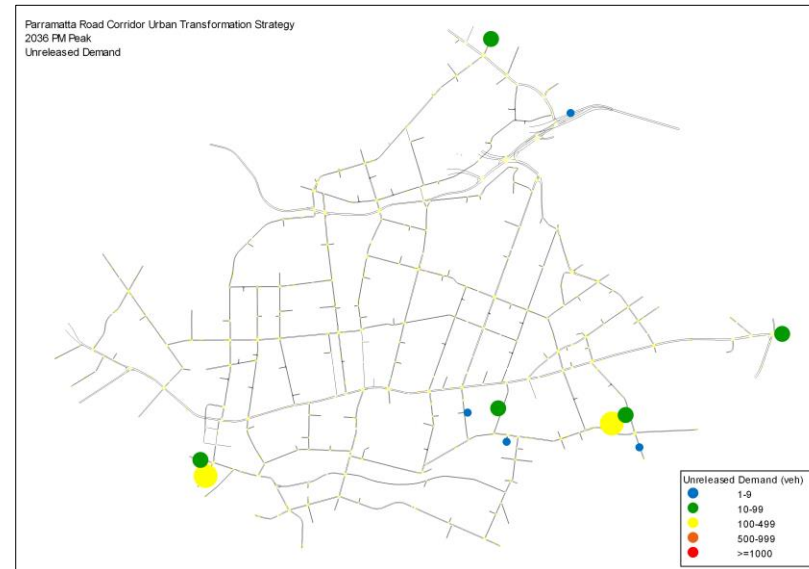 Parramatta Road Corridor Urban Transformation Strategy
2036 PM Peak
Unreleased Demand
Unreleased Demand (veh)
1-9
10-99
100-499
500-999
>=1000